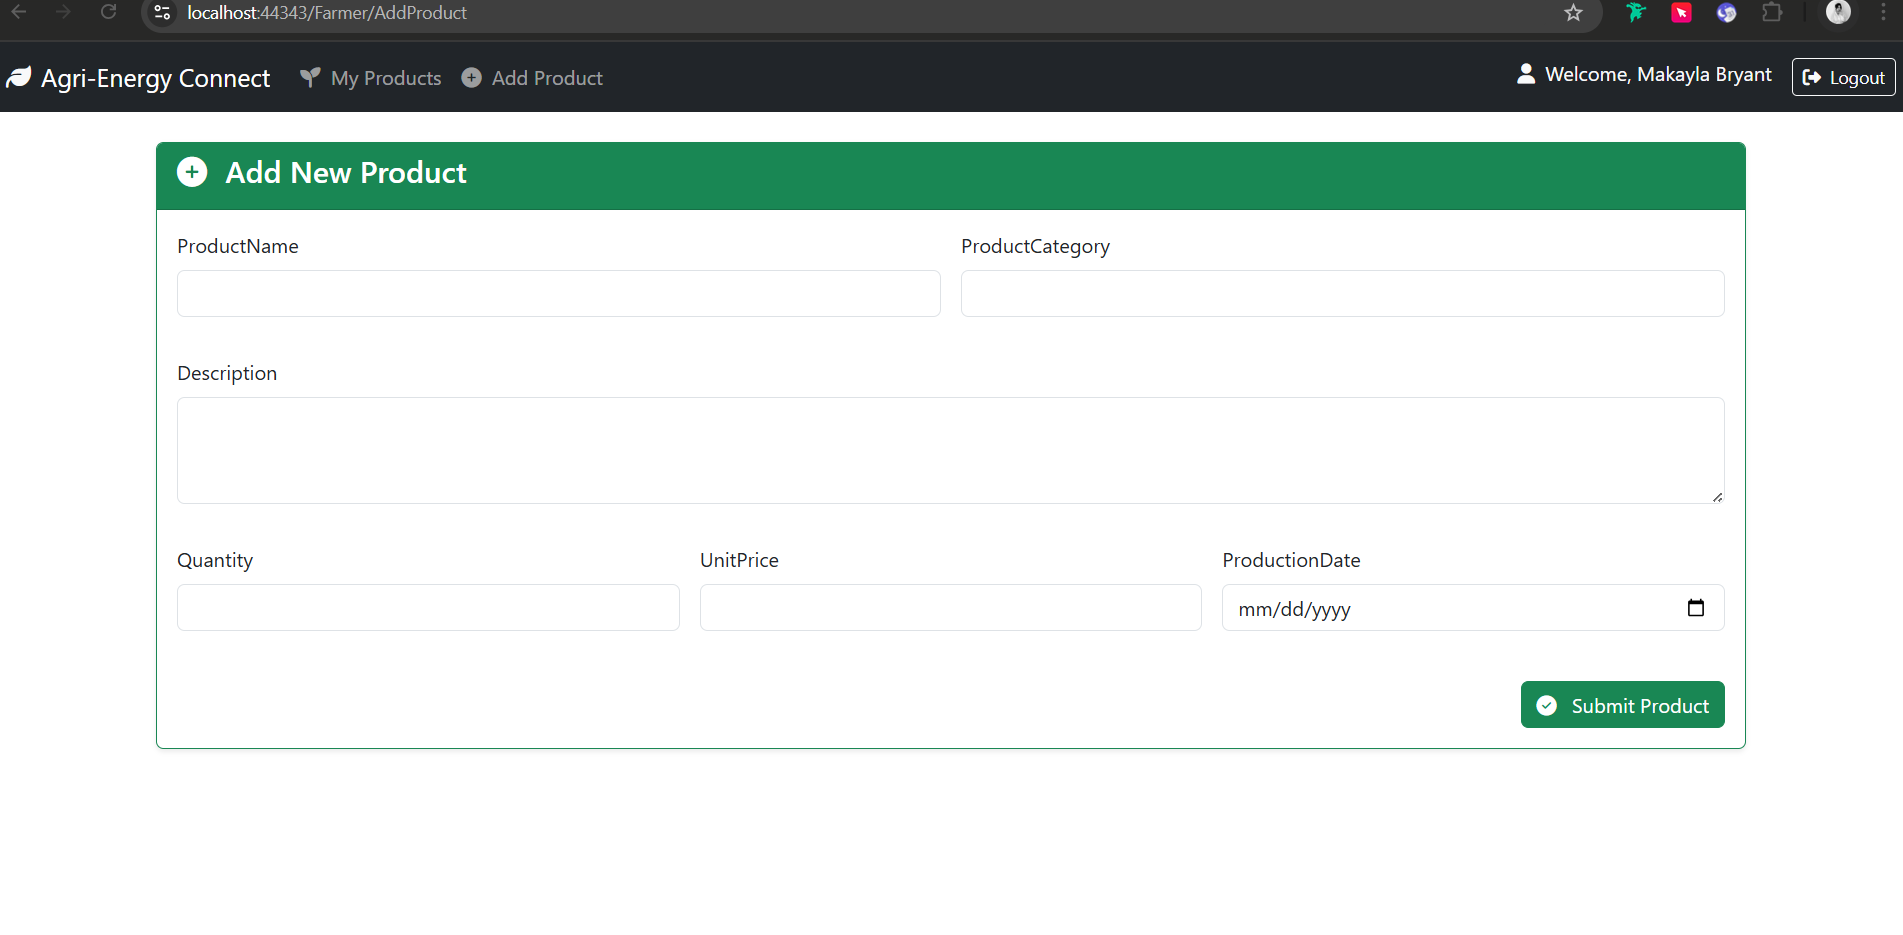 localhost:44343/Farmer/AddProduct
Agri-Energy Connect My Products Add Product Welcome, Makayla Bryant Logout
Add New Product
ProductName ProductCategory
Description
Quantity UnitPrice ProductionDate
mm/dd/yyyy
Submit Product